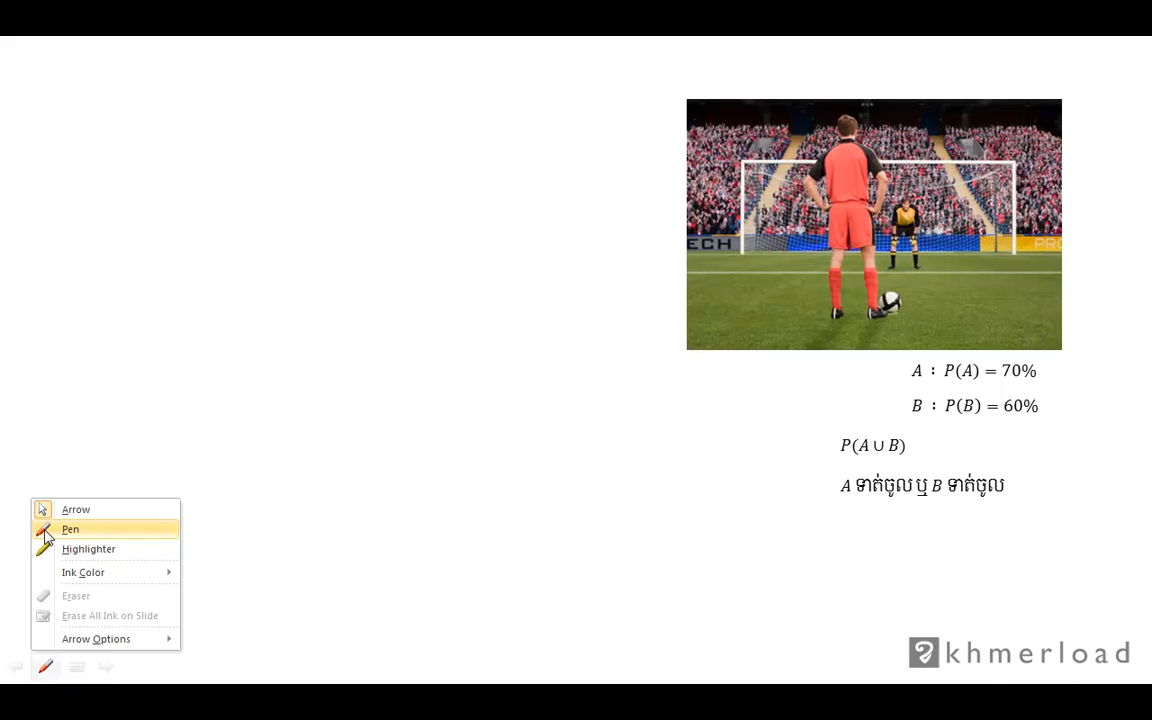 ECH
PRO
A : P(A) = 70%
B : P(B) = 60%
P(A ∪ B)
A ទាត់ចូល ឬ B ទាត់ចូល
Arrow
Pen
Highlighter
Ink Color
Eraser
Erase All Ink on Slide
Arrow Options
khmerload